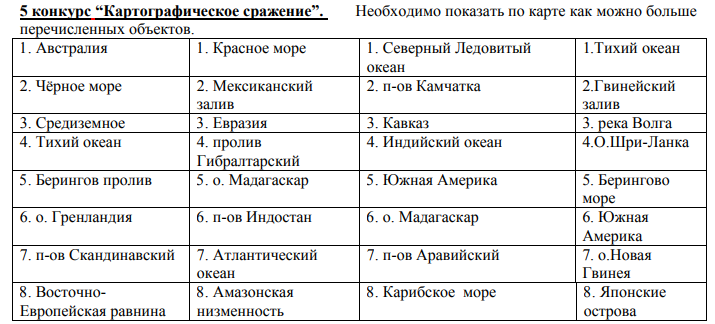 5 конкурс “Картографическое сражение”. Необходимо показать по карте как можно больше
перечисленных объектов.
1. Австралия
1. Красное море
1. Северный Ледовитый
океан
1.Тихий океан
2. Чёрное море
2. Мексиканский
залив
2. п-ов Камчатка
2.Гвинейский
залив
3. Средиземное
3. Евразия
3. Кавказ
3. река Волга
4. Тихий океан
4. пролив
Гибралтарский
4. Индийский океан
4.О.Шри-Ланка
5. Берингов пролив
5. о. Мадагаскар
5. Южная Америка
5. Берингово
море
6. о. Гренландия
6. п-ов Индостан
6. о. Мадагаскар
6. Южная
Америка
7. п-ов Скандинавский
7. Атлантический
океан
7. п-ов Аравийский
7. о.Новая
Гвинея
8. Восточно-
Европейская равнина
8. Амазонская
низменность
8. Карибское море
8. Японские
острова